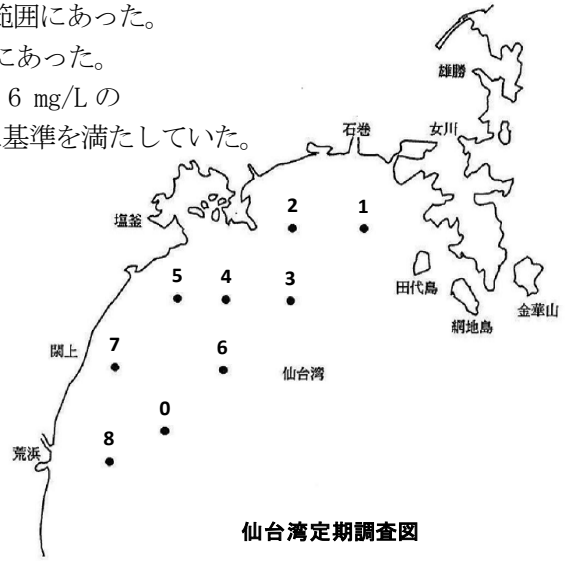 範囲にあった。
にあった。
6 mg/L の
基準を満たしていた。
雄勝
石巻
女川
塩釜
2
1
5
4
3
田代島
網地島
金華山
閖上
7
6
仙台湾
0
荒浜
8
仙台湾定期調査図